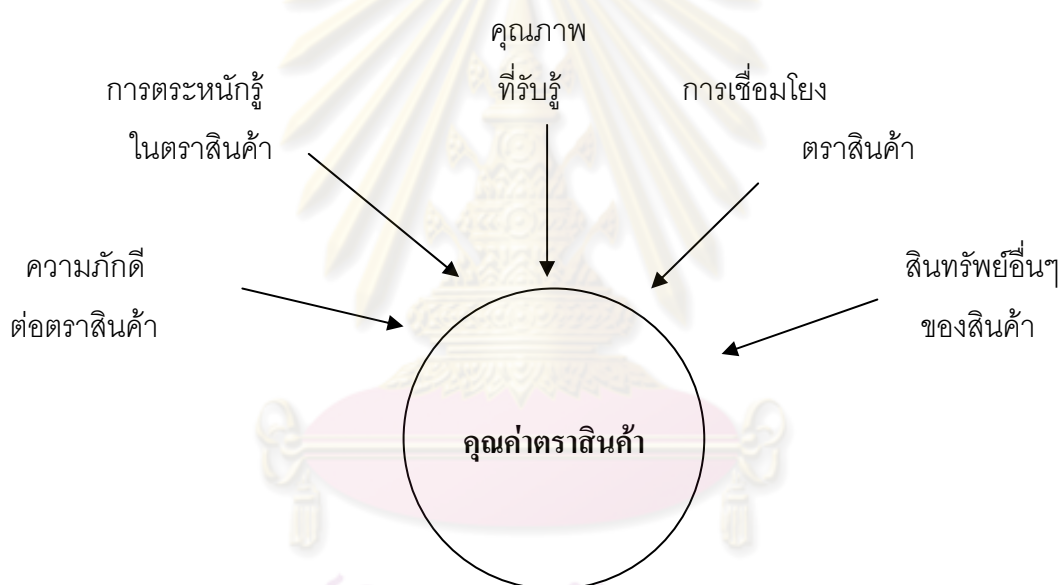 คุณภาพ
ที่รับรู้
การตระหนักรู้
ในตราสินค้า
การเชื่อมโยง
ตราสินค้า
ความภักดี
ต่อตราสินค้า
สินทรัพย์อื่นๆ
ของสินค้า
คุณค่าตราสินค้า